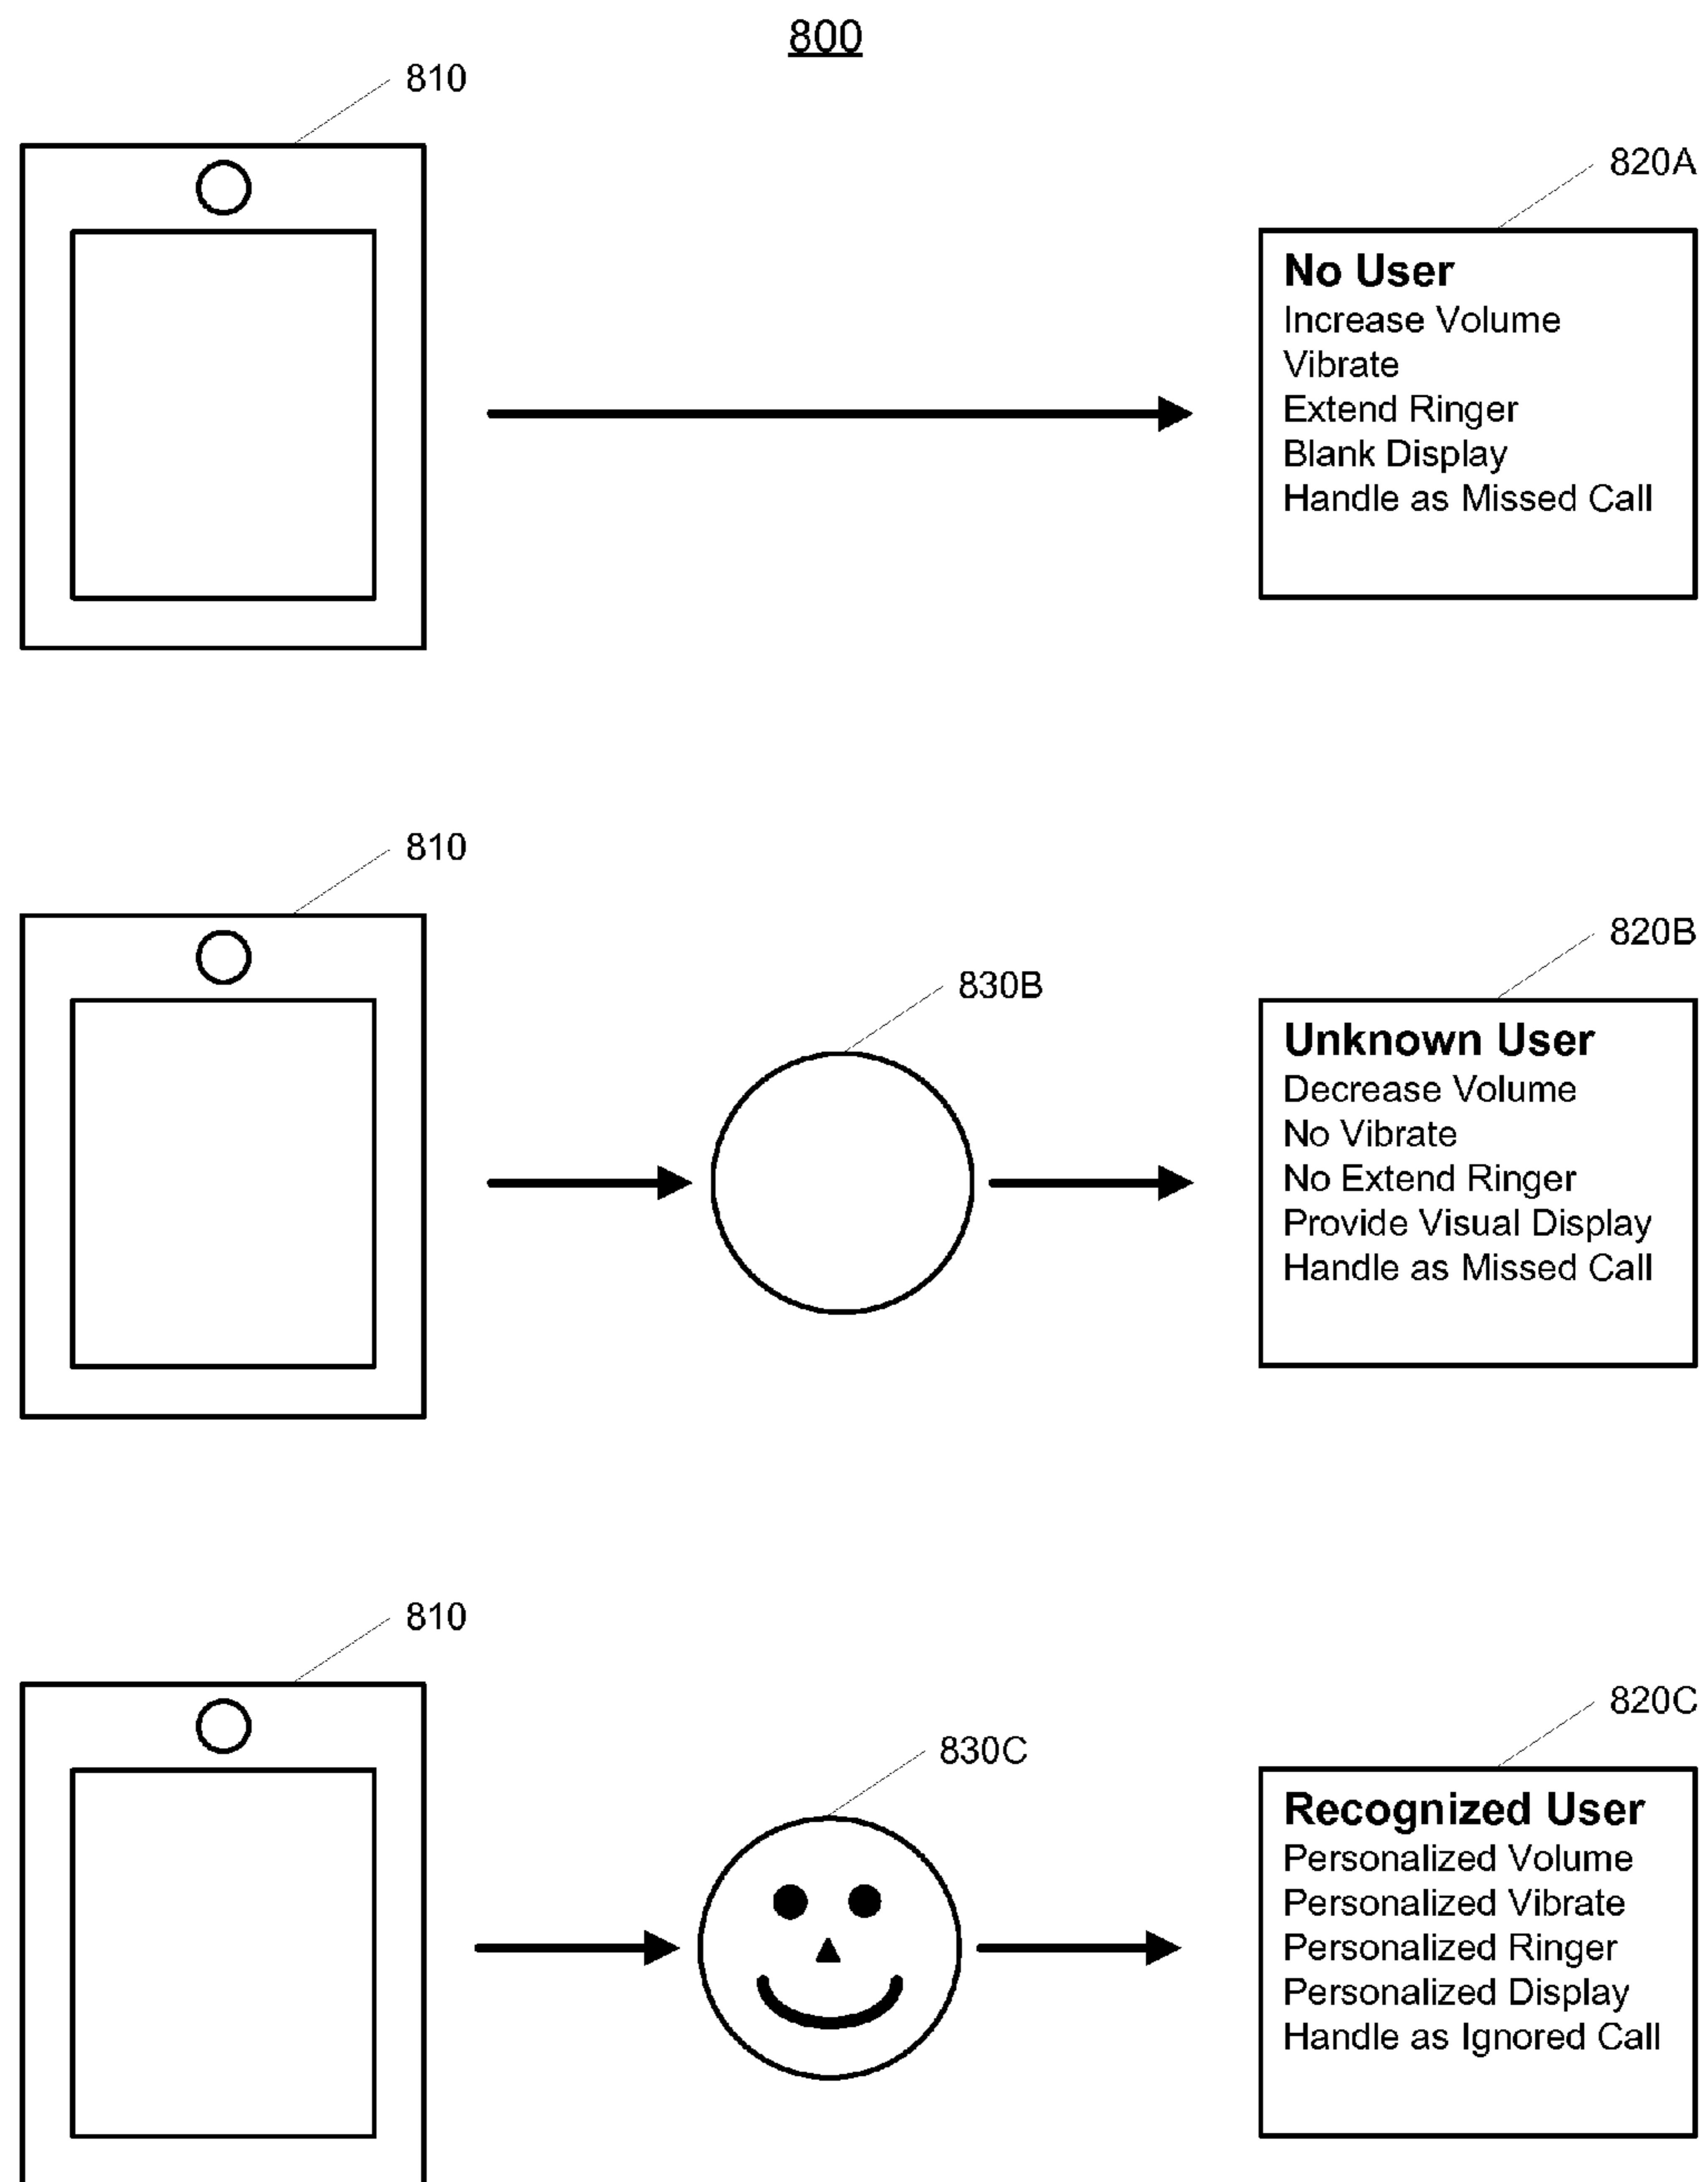 800
810
820A
No User
Increase Volume
Vibrate
Extend Ringer
Blank Display
Handle as Missed Call
810
820B
830B
Unknown User
Decrease Volume
No Vibrate
No Extend Ringer
Provide Visual Display
Handle as Missed Call
810
820C
830C
Recognized User
Personalized Volume
Personalized Vibrate
Personalized Ringer
Personalized Display
Handle as Ignored Call